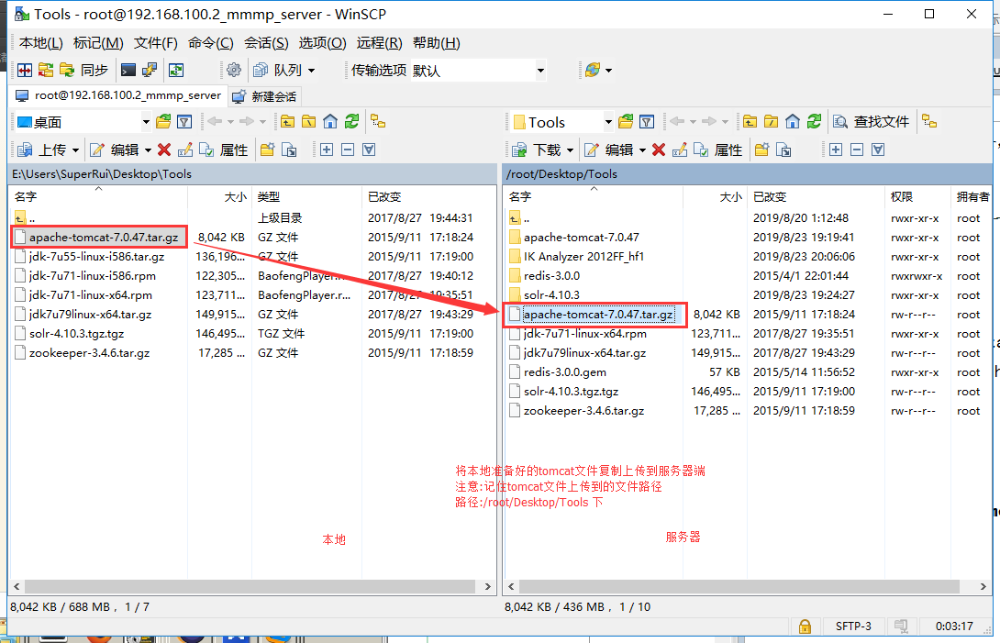 Tools - root@192.168.100.2_mmmp_server - WinSCP
本地(L) 标记(M) 文件(F) 命令(C) 会话(S) 选项(O) 远程(R) 帮助(H)
同步 队列 传输选项 默认
root@192.168.100.2_mmmp_server 新建会话
桌面
上传 编辑 属性
E:\Users\SuperRui\Desktop\Tools
名字 大小 类型 已改变
.. 上级目录 2017/8/27 19:44:31
apache-tomcat-7.0.47.tar.gz 8,042 KB GZ 文件 2015/9/11 17:18:24
jdk-7u55-linux-i586.tar.gz 136,196... GZ 文件 2015/9/11 17:19:00
jdk-7u71-linux-i586.rpm 122,305... BaofengPlayer.r... 2017/8/27 19:40:12
jdk-7u71-linux-x64.rpm 123,711... BaofengPlayer.r... 2017/8/27 19:35:51
jdk7u79linux-x64.tar.gz 149,915... GZ 文件 2017/8/27 19:43:29
solr-4.10.3.tgz.tgz 146,495... TGZ 文件 2015/9/11 17:19:00
zookeeper-3.4.6.tar.gz 17,285 ... GZ 文件 2015/9/11 17:18:59
Tools 查找文件
下载 编辑 属性
/root/Desktop/Tools
名字 大小 已改变 权限 拥有者
.. 2019/8/20 1:12:48 rwxr-xr-x root
apache-tomcat-7.0.47 2019/8/23 19:19:41 rwxr-xr-x root
IK Analyzer 2012FF_hf1 2019/8/23 20:06:06 rwxr-xr-x root
redis-3.0.0 2015/4/1 22:01:44 rwxrwxr-x root
solr-4.10.3 2019/8/23 19:24:27 rwxr-xr-x root
apache-tomcat-7.0.47.tar.gz 8,042 KB 2015/9/11 17:18:24 rwxr-xr-x root
jdk-7u71-linux-x64.rpm 123,711... 2017/8/27 19:35:51 rwxr-xr-x root
jdk7u79linux-x64.tar.gz 149,915... 2017/8/27 19:43:29 rw-r--r-- root
redis-3.0.0.gem 57 KB 2015/5/14 11:56:52 rwxr-xr-x root
solr-4.10.3.tgz.tgz 146,495... 2015/9/11 17:19:00 rw-r--r-- root
zookeeper-3.4.6.tar.gz 17,285 ... 2015/9/11 17:18:59 rw-r--r-- root
将本地准备好的tomcat文件复制上传到服务器端
注意:记住tomcat文件上传到的文件路径
路径:/root/Desktop/Tools 下
本地
服务器
8,042 KB / 688 MB， 1 / 7
8,042 KB / 436 MB， 1 / 10
SFTP-3 0:03:17